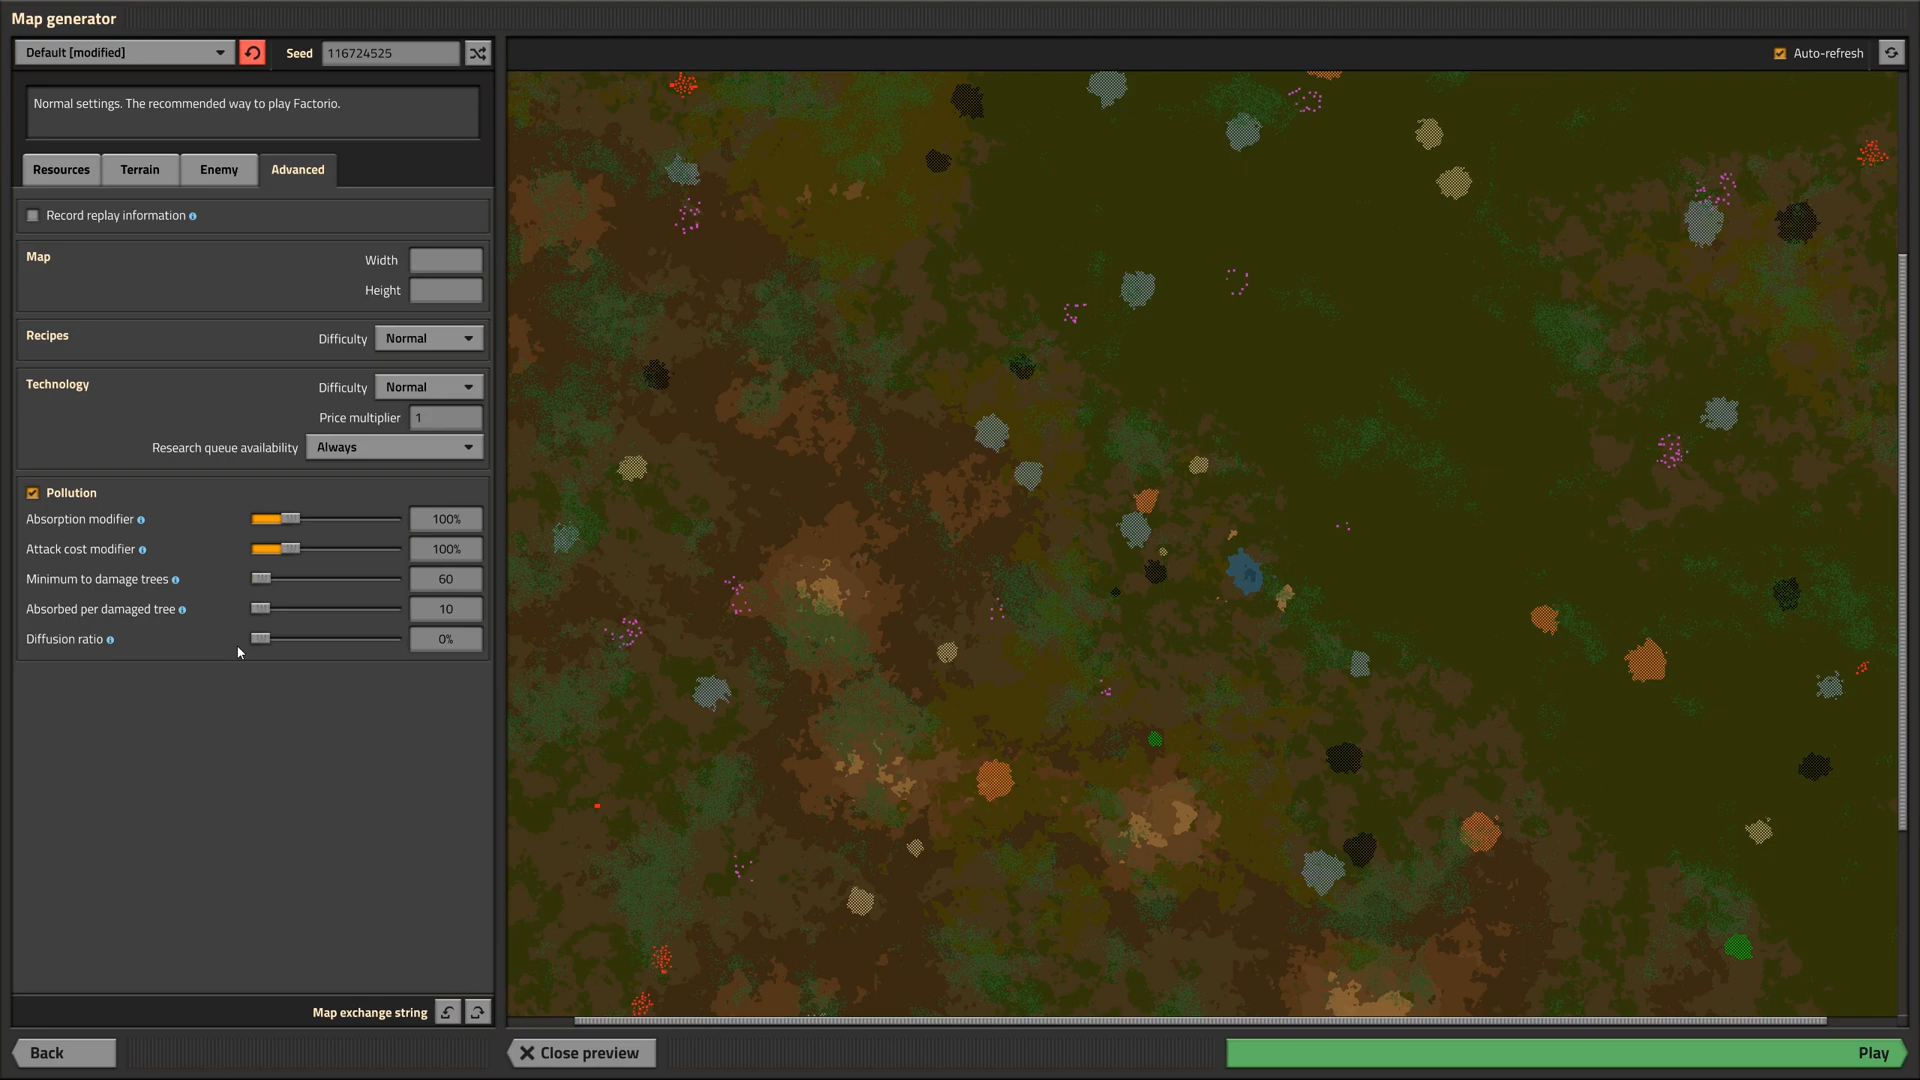 Map generator
Default [modified]
Seed
116724525
Auto-refresh
Normal settings. The recommended way to play Factorio.
Resources
Terrain
Enemy
Advanced
Record replay information
Map
Width
Height
Recipes
Difficulty
Normal
Technology
Difficulty
Normal
Price multiplier
1
Research queue availability
Always
Pollution
Absorption modifier
100%
Attack cost modifier
100%
Minimum to damage trees
60
Absorbed per damaged tree
10
Diffusion ratio
0%
Map exchange string
Back
Close preview
Play